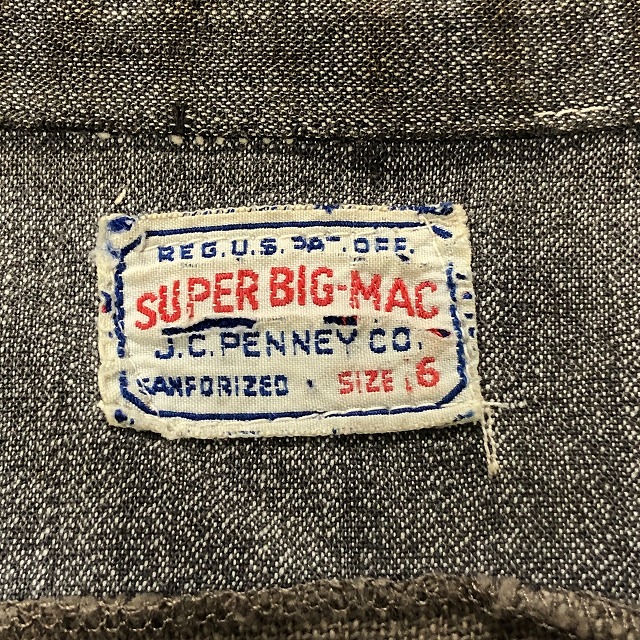 REG.U.S. PAT. OFF.
SUPER BIG-MAC
J.C. PENNEY CO.
SANFORIZED . SIZE 16